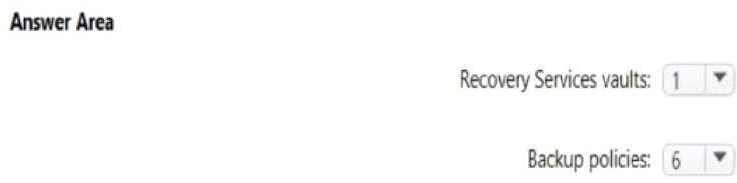 Answer Area
Recovery Services vaults: 1
Backup policies: 6